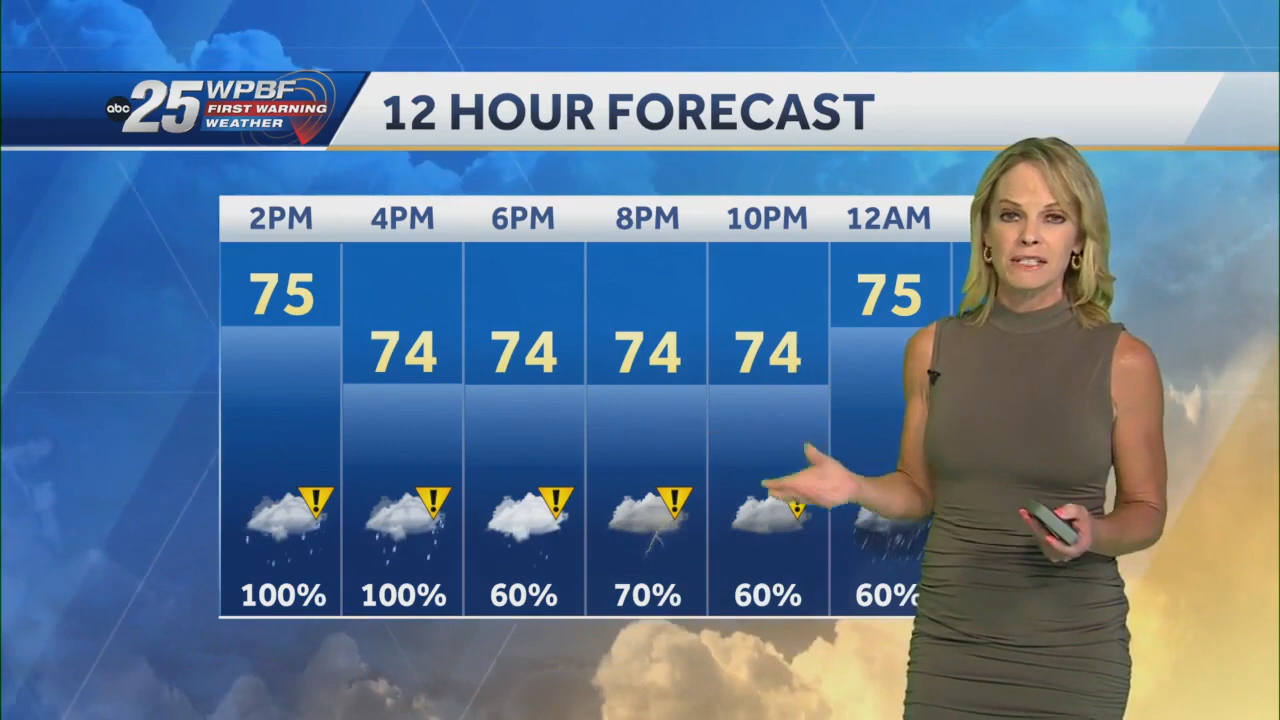 abc 25 WPBF
FIRST WARNING
WEATHER
12 HOUR FORECAST
2PM 4PM 6PM 8PM 10PM 12AM
75 74 74 74 74 75
! ! ! ! !
100% 100% 60% 70% 60% 60%